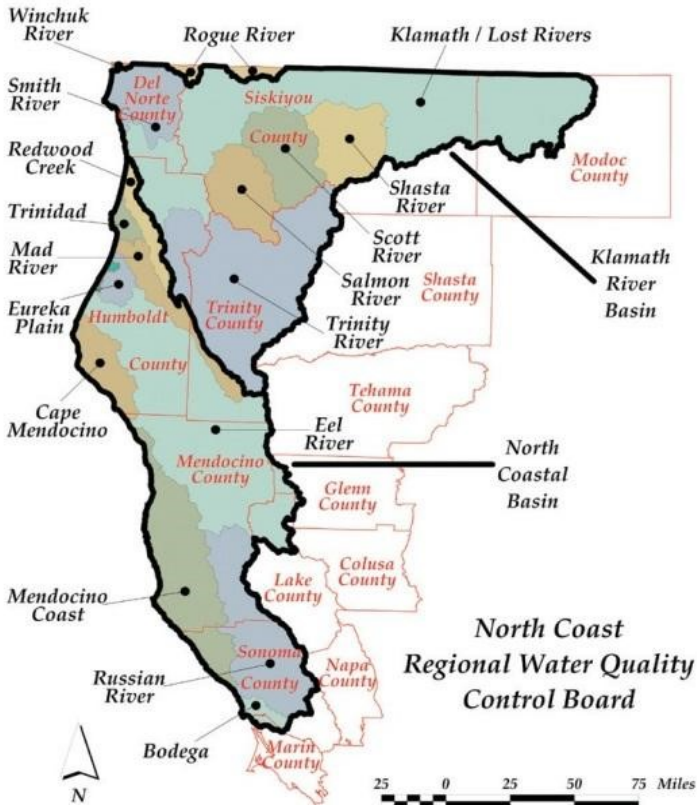 Winchuk
River
Rogue River
Klamath / Lost Rivers
Smith
River
Del
Norte
County
Siskiyou
County
Redwood
Creek
Modoc
County
Trinidad
Shasta
River
Mad
River
Scott
River
Klamath
River
Basin
Salmon
River
Shasta
County
Eureka
Plain
Humboldt
County
Trinity
County
Trinity
River
Tehama
County
Cape
Mendocino
Eel
River
Mendocino
County
North
Coastal
Basin
Glenn
County
Colusa
County
Lake
County
Mendocino
Coast
North Coast
Regional Water Quality
Control Board
Sonoma
County
Napa
County
Russian
River
Bodega
Marin
County
N
25 0 25 50 75 Miles